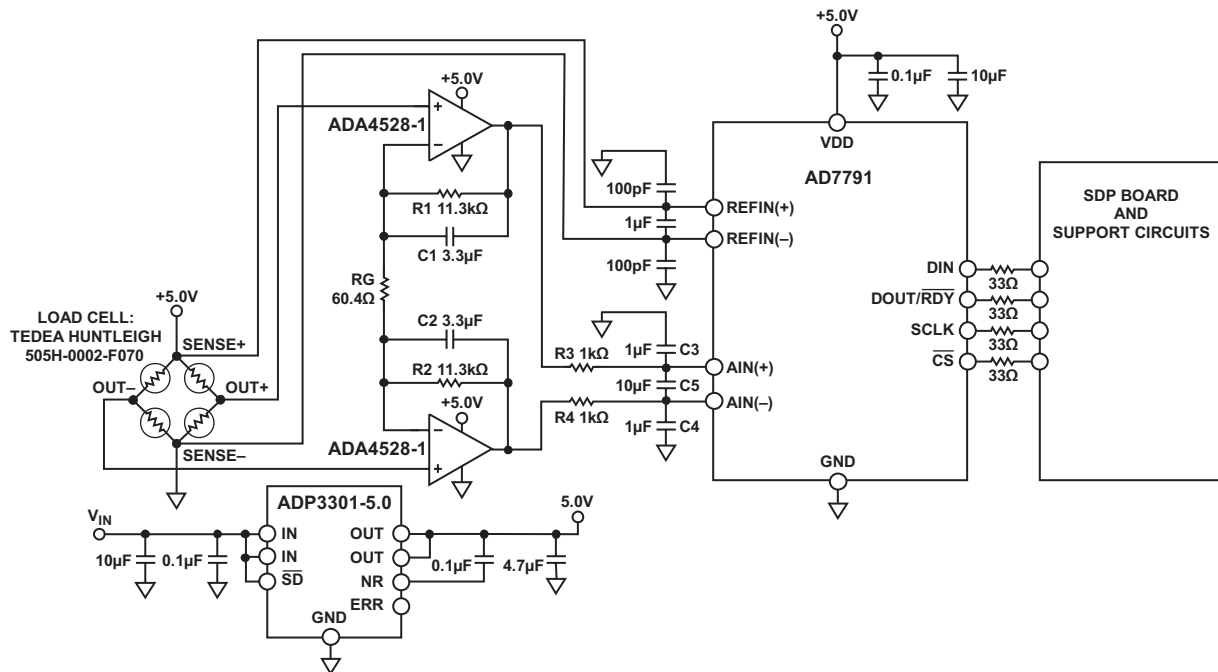 +5.0V
0.1µF
10µF
+5.0V
+
ADA4528-1
–
VDD
AD7791
R1 11.3kΩ
C1 3.3µF
RG
60.4Ω
C2 3.3µF
R2 11.3kΩ
+5.0V
–
ADA4528-1
+
100pF
REFIN(+)
1µF
REFIN(–)
100pF
1µF
C3
R3 1kΩ
AIN(+)
10µF
C5
AIN(–)
R4 1kΩ
1µF
C4
GND
DIN
33Ω
DOUT/RDY
33Ω
SCLK
33Ω
CS
33Ω
SDP BOARD
AND
SUPPORT CIRCUITS
+5.0V
LOAD CELL:
TEDEA HUNTLEIGH
505H-0002-F070
SENSE+
OUT–
OUT+
SENSE–
ADP3301-5.0
VIN
10µF
0.1µF
IN
IN
SD
OUT
OUT
NR
ERR
GND
0.1µF
4.7µF
5.0V